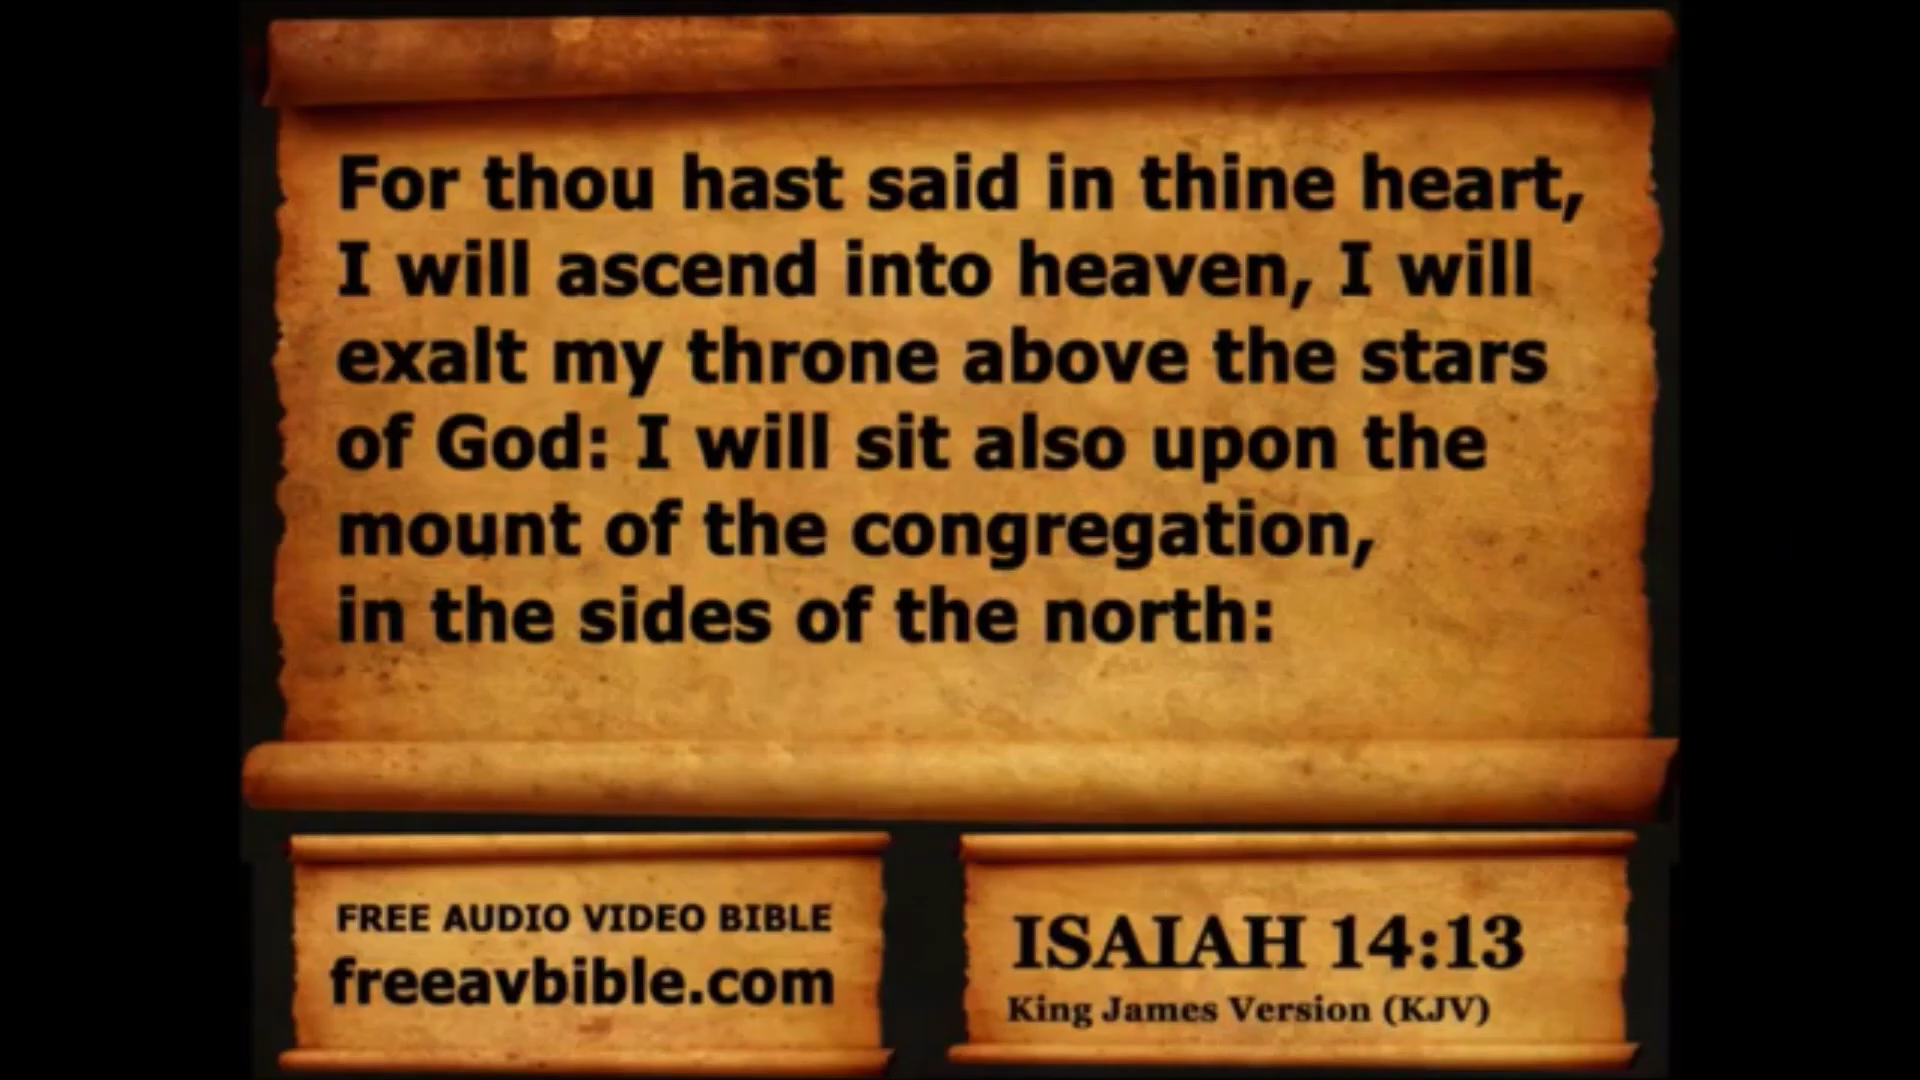 For thou hast said in thine heart,
I will ascend into heaven, I will
exalt my throne above the stars
of God: I will sit also upon the
mount of the congregation,
in the sides of the north:
FREE AUDIO VIDEO BIBLE
freeavbible.com
ISAIAH 14:13
King James Version (KJV)